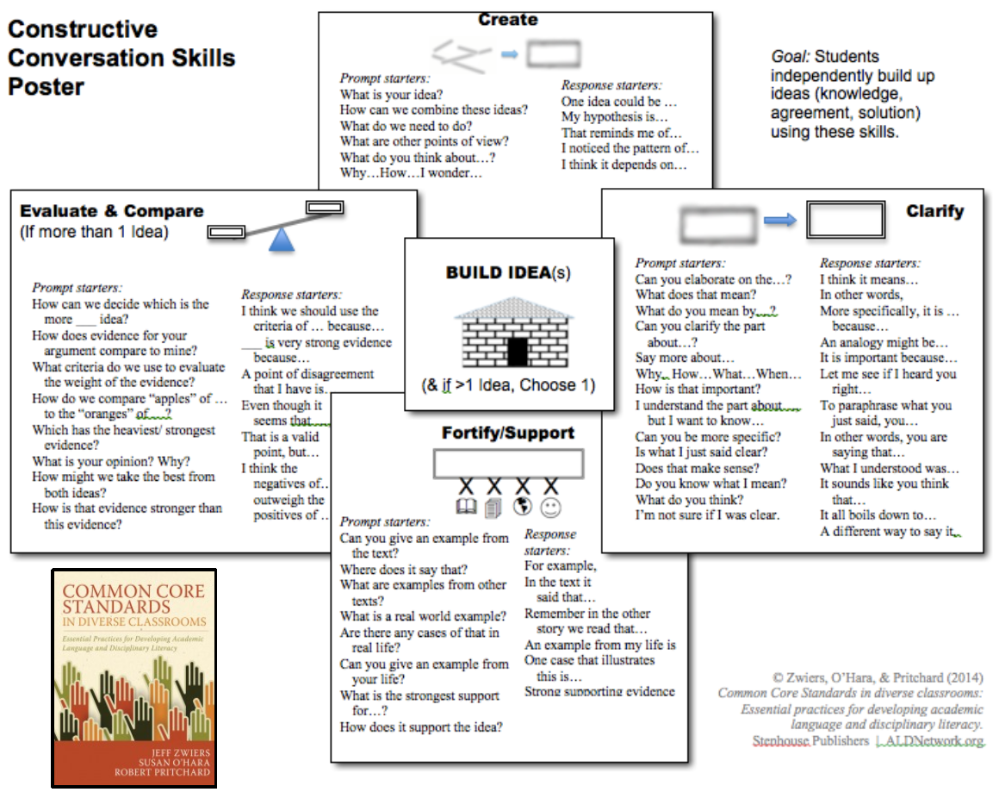 Constructive
Conversation Skills
Poster
Create
Prompt starters:
What is your idea?
How can we combine these ideas?
What do we need to do?
What are other points of view?
What do you think about…?
Why…How…I wonder…
Response starters:
One idea could be …
My hypothesis is…
That reminds me of…
I noticed the pattern of…
I think it depends on…
Goal: Students
independently build up
ideas (knowledge,
agreement, solution)
using these skills.
Evaluate & Compare
(If more than 1 Idea)
Prompt starters:
How can we decide which is the
more ___ idea?
How does evidence for your
argument compare to mine?
What criteria do we use to evaluate
the weight of the evidence?
How do we compare “apples” of …
to the “oranges” of…?
Which has the heaviest/ strongest
evidence?
What is your opinion? Why?
How might we take the best from
both ideas?
How is that evidence stronger than
this evidence?
Response starters:
I think we should use the
criteria of … because…
___ is very strong evidence
because…
A point of disagreement
that I have is…
Even though it
seems that…
That is a valid
point, but…
I think the
negatives of…
outweigh the
positives of …
BUILD IDEA(s)
(& if >1 Idea, Choose 1)
Clarify
Prompt starters:
Can you elaborate on the…?
What does that mean?
What do you mean by…?
Can you clarify the part
about…?
Say more about…
Why…How…What…When…
How is that important?
I understand the part about…
but I want to know…
Can you be more specific?
Is what I just said clear?
Does that make sense?
Do you know what I mean?
What do you think?
I’m not sure if I was clear.
Response starters:
I think it means…
In other words,
More specifically, it is …
because…
An analogy might be…
It is important because…
Let me see if I heard you
right…
To paraphrase what you
just said, you…
In other words, you are
saying that…
What I understood was…
It sounds like you think
that…
It all boils down to…
A different way to say it…
Fortify/Support
X X X X
Prompt starters:
Can you give an example from
the text?
Where does it say that?
What are examples from other
texts?
What is a real world example?
Are there any cases of that in
real life?
Can you give an example from
your life?
What is the strongest support
for…?
How does it support the idea?
Response
starters:
For example,
In the text it
said that…
Remember in the other
story we read that…
An example from my life is
One case that illustrates
this is…
Strong supporting evidence
COMMON CORE
STANDARDS
IN DIVERSE CLASSROOMS
Essential Practices for Developing Academic
Language and Disciplinary Literacy
JEFF ZWIERS
SUSAN O’HARA
ROBERT PRITCHARD
© Zwiers, O’Hara, & Pritchard (2014)
Common Core Standards in diverse classrooms:
Essential practices for developing academic
language and disciplinary literacy.
Stephouse Publishers | ALDNetwork.org